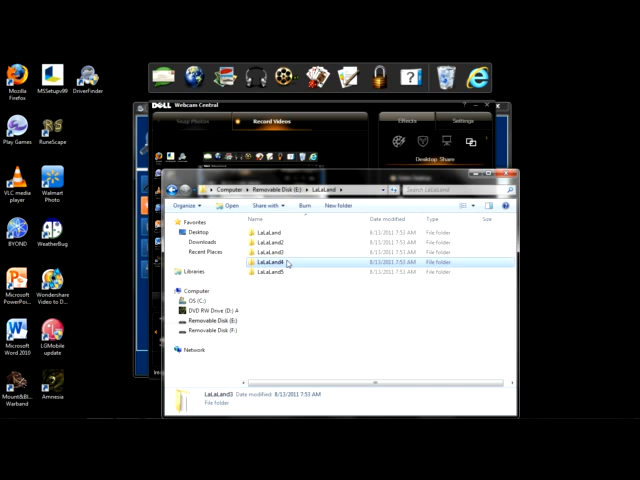 Mozilla
Firefox
MSSetupv99
DriverFinder
Play Games
RuneScape
VLC media
player
Walmart
Photo
BYOND
WeatherBug
Microsoft
PowerPoi...
Wondershare
Video to D...
Microsoft
Word 2010
LGMobile
update
Mount&Bl...
Warband
Amnesia
DELL Webcam Central
Snap Photos
Record Videos
Effects
Settings
Desktop Share
Computer
Removable Disk (E:)
LaLaLand
Search LaLaLand
Organize
Open
Share with
Burn
New folder
Favorites
Desktop
Downloads
Recent Places
Libraries
Computer
OS (C:)
DVD RW Drive (D:) A
Removable Disk (E:)
Removable Disk (F:)
Network
Name
Date modified
Type
Size
LaLaLand 8/13/2011 7:53 AM File folder
LaLaLand2 8/13/2011 7:53 AM File folder
LaLaLand3 8/13/2011 7:53 AM File folder
LaLaLand4 8/13/2011 7:53 AM File folder
LaLaLand5 8/13/2011 7:53 AM File folder
LaLaLand3 Date modified: 8/13/2011 7:53 AM
File folder